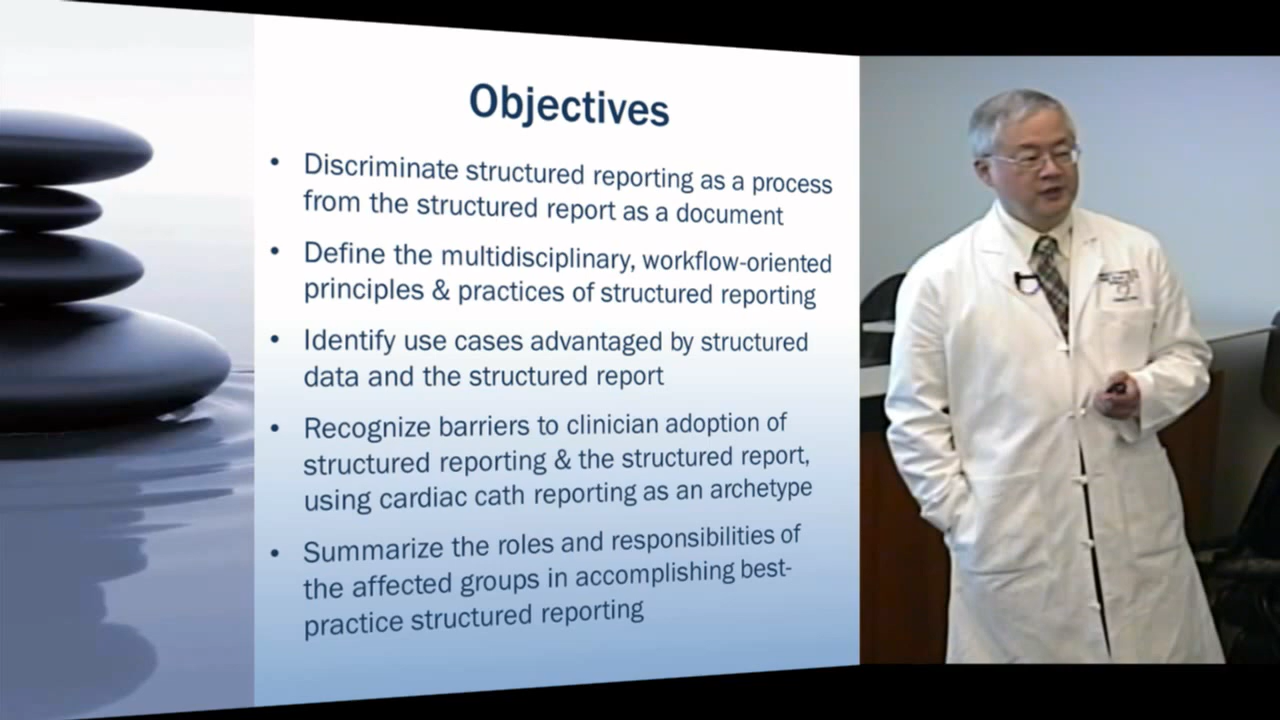 Objectives
• Discriminate structured reporting as a process
from the structured report as a document
• Define the multidisciplinary, workflow-oriented
principles & practices of structured reporting
• Identify use cases advantaged by structured
data and the structured report
• Recognize barriers to clinician adoption of
structured reporting & the structured report,
using cardiac cath reporting as an archetype
• Summarize the roles and responsibilities of
the affected groups in accomplishing best-
practice structured reporting